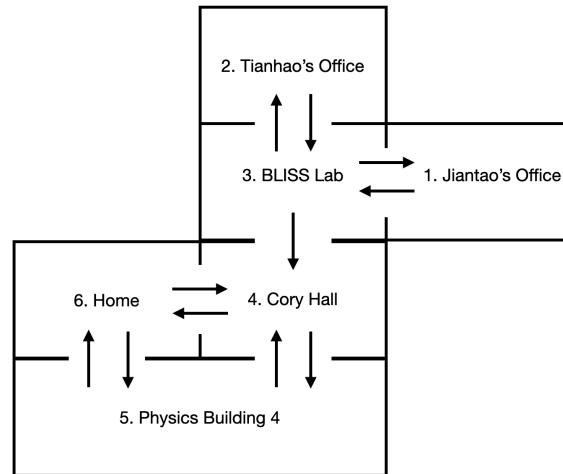 2. Tianhao's Office
3. BLISS Lab
1. Jiantao's Office
6. Home
4. Cory Hall
5. Physics Building 4